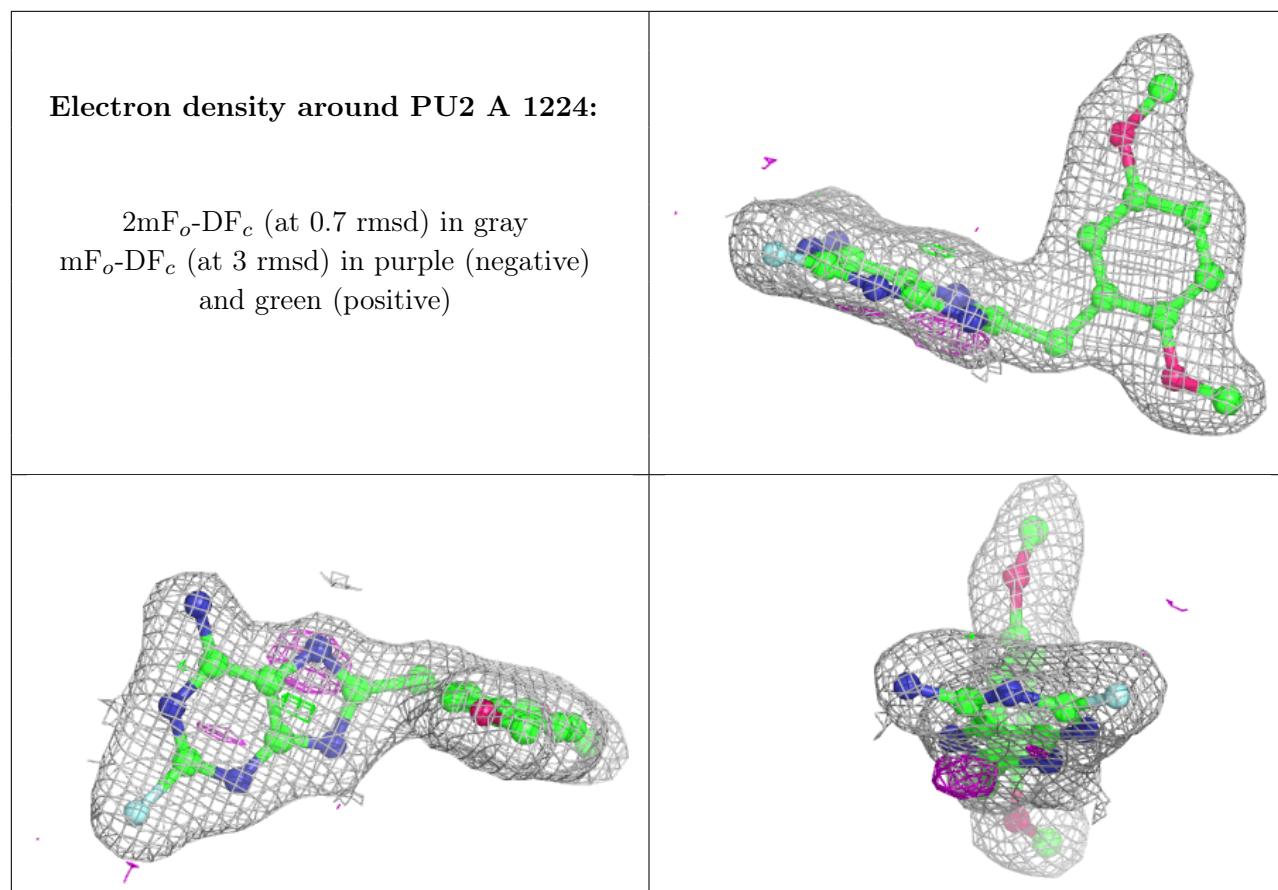 Electron density around PU2 A 1224:
2mFₒ-DF𝒸 (at 0.7 rmsd) in gray
mFₒ-DF𝒸 (at 3 rmsd) in purple (negative)
and green (positive)